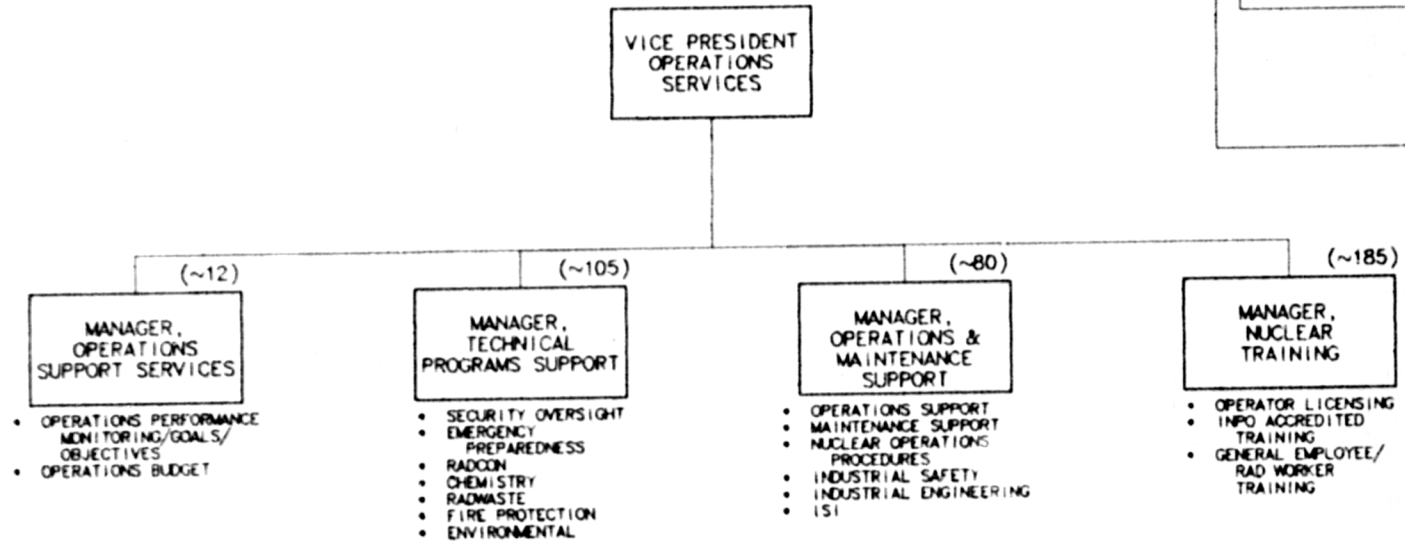 VICE PRESIDENT
OPERATIONS
SERVICES
(~12)
MANAGER,
OPERATIONS
SUPPORT SERVICES
• OPERATIONS PERFORMANCE
MONITORING/GOALS/
OBJECTIVES
• OPERATIONS BUDGET
(~105)
MANAGER,
TECHNICAL
PROGRAMS SUPPORT
• SECURITY OVERSIGHT
• EMERGENCY
PREPAREDNESS
• RADCON
• CHEMISTRY
• RADWASTE
• FIRE PROTECTION
• ENVIRONMENTAL
(~80)
MANAGER,
OPERATIONS &
MAINTENANCE
SUPPORT
• OPERATIONS SUPPORT
• MAINTENANCE SUPPORT
• NUCLEAR OPERATIONS
PROCEDURES
• INDUSTRIAL SAFETY
• INDUSTRIAL ENGINEERING
• ISI
(~185)
MANAGER,
NUCLEAR
TRAINING
• OPERATOR LICENSING
• INPO ACCREDITED
TRAINING
• GENERAL EMPLOYEE/
RAD WORKER
TRAINING